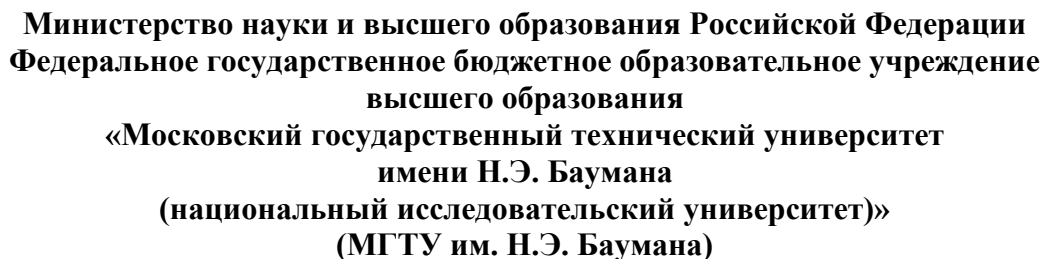 Министерство науки и высшего образования Российской Федерации
Федеральное государственное бюджетное образовательное учреждение
высшего образования
«Московский государственный технический университет
имени Н.Э. Баумана
(национальный исследовательский университет)»
(МГТУ им. Н.Э. Баумана)